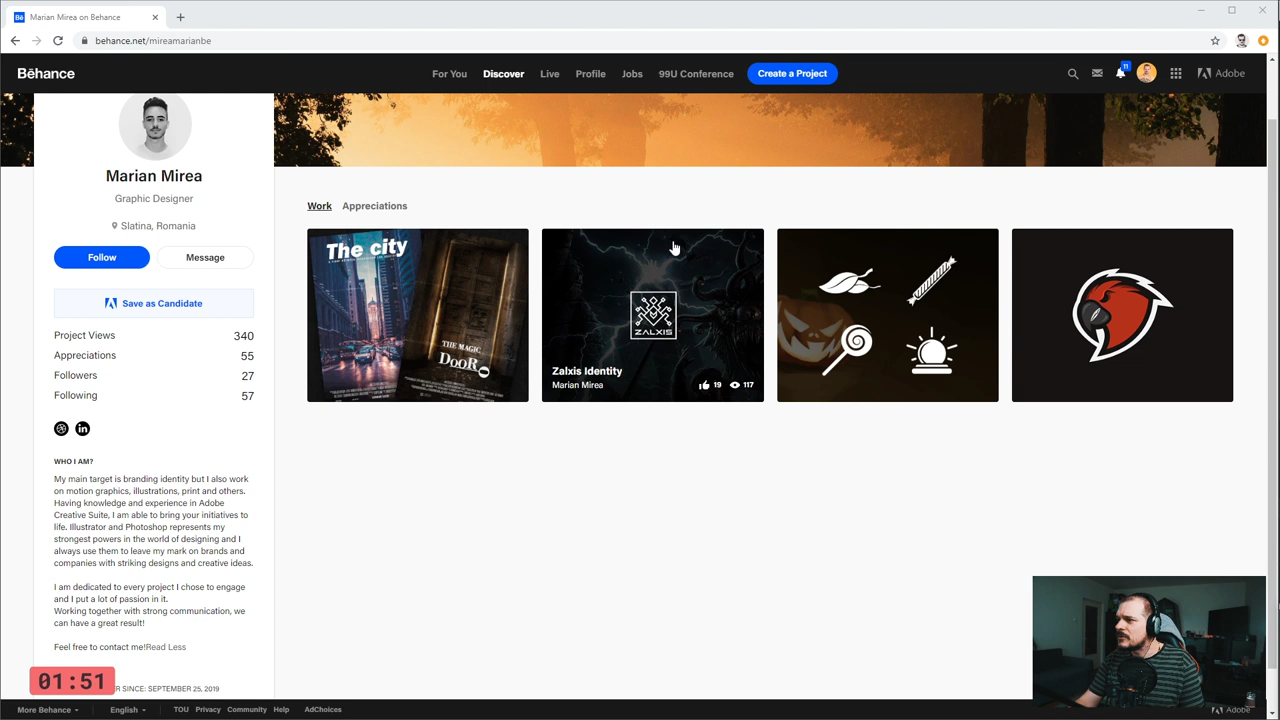 Marian Mirea on Behance
behance.net/mireamarianbe
Bēhance
For You
Discover
Live
Profile
Jobs
99U Conference
Create a Project
11
Adobe
Marian Mirea
Graphic Designer
Slatina, Romania
Follow
Message
Save as Candidate
Project Views 340
Appreciations 55
Followers 27
Following 57
WHO I AM?
My main target is branding identity but I also work
on motion graphics, illustrations, print and others.
Having knowledge and experience in Adobe
Creative Suite, I am able to bring your initiatives to
life. Illustrator and Photoshop represents my
strongest powers in the world of designing and I
always use them to leave my mark on brands and
companies with striking designs and creative ideas.
I am dedicated to every project I chose to engage
and I put a lot of passion in it.
Working together with strong communication, we
can have a great result!
Feel free to contact me!Read Less
01:51
R SINCE: SEPTEMBER 25, 2019
Work
Appreciations
The city
THE MAGIC
DOOR
ZALXIS
Zalxis Identity
Marian Mirea
19
117
More Behance
English
TOU
Privacy
Community
Help
AdChoices
Adobe